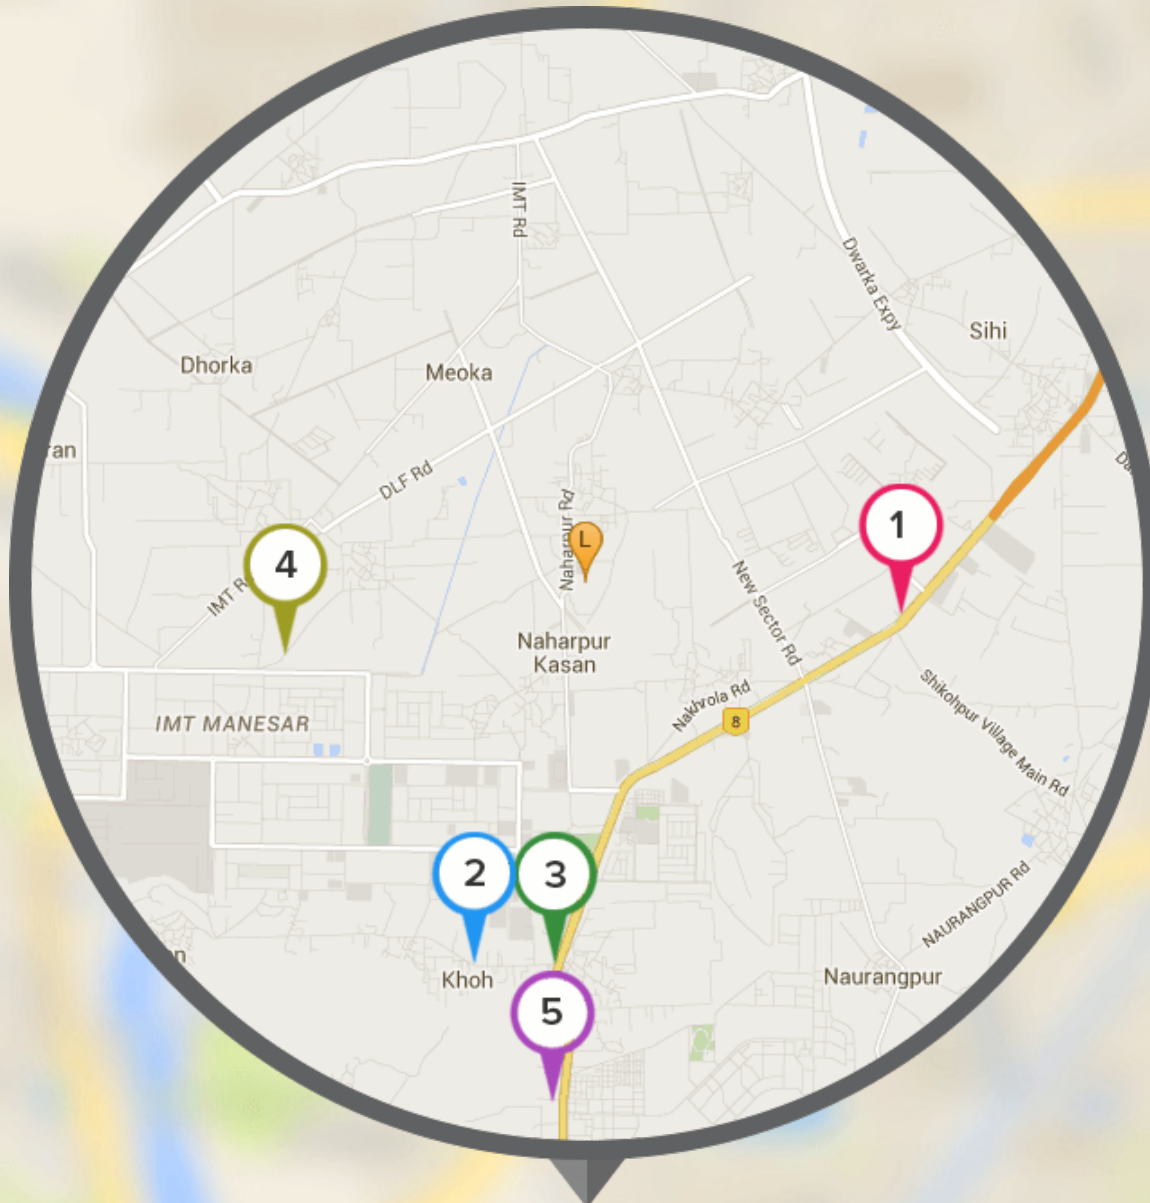 IMT Rd
Dwarka Expy
Sihi
Dhorka
Meoka
ran
DLF Rd
Naharpur Rd
L
1
4
IMT R
New Sector Rd
Naharpur
Kasan
Nakhrola Rd
8
Shikohpur Village Main Rd
IMT MANESAR
2
3
NAURANGPUR Rd
n
Khoh
Naurangpur
5